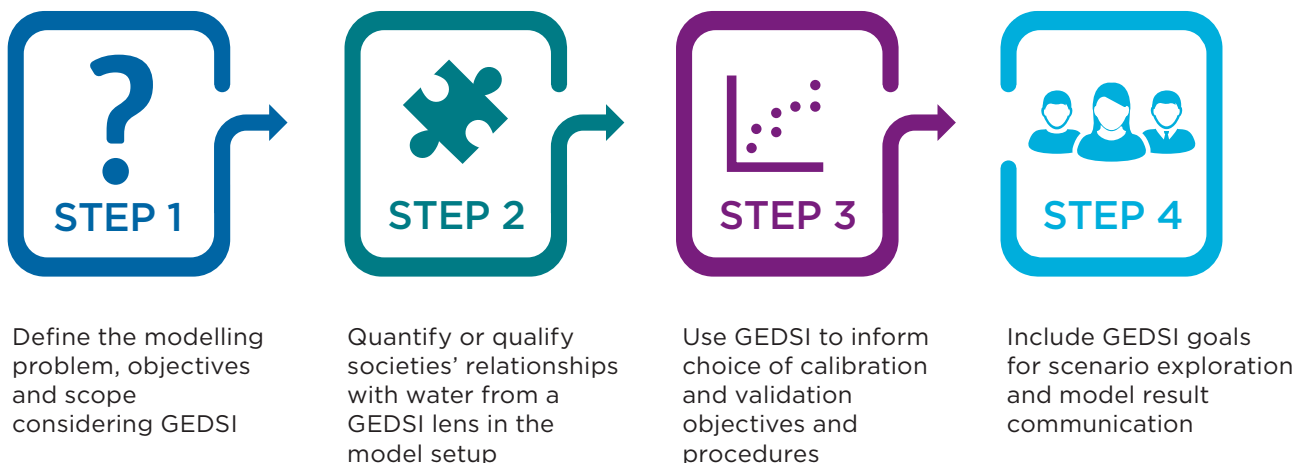 ?
STEP 1
Define the modelling
problem, objectives
and scope
considering GEDSI
STEP 2
Quantify or qualify
societies’ relationships
with water from a
GEDSI lens in the
model setup
STEP 3
Use GEDSI to inform
choice of calibration
and validation
objectives and
procedures
STEP 4
Include GEDSI goals
for scenario exploration
and model result
communication